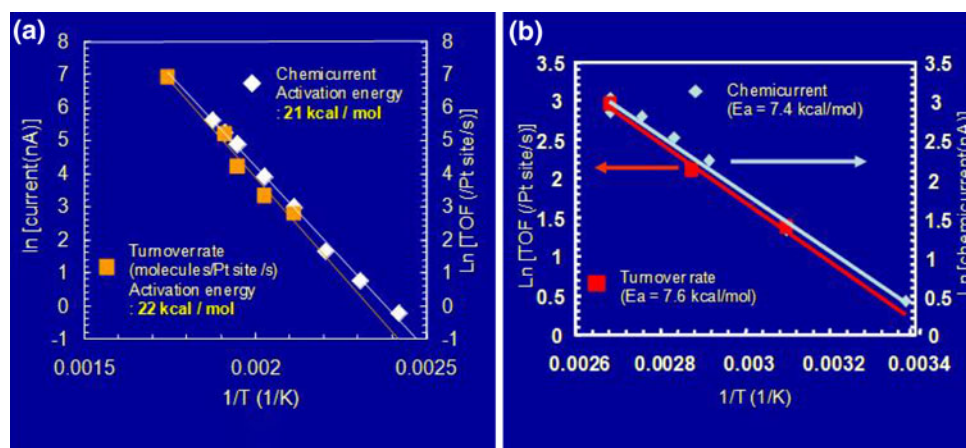 (a)
8
7
6
5
4
3
2
1
0
-1
ln [current(nA)]
Chemicurrent
Activation energy
: 21 kcal / mol
Turnover rate
(molecules/Pt site /s)
Activation energy
: 22 kcal / mol
8
7
6
5
4
3
2
1
0
-1
Ln [TOF (/Pt site/s)]
0.0015 0.002 0.0025
1/T (1/K)
(b)
3.5
3
2.5
2
1.5
1
0.5
0
Ln [TOF (/Pt site/s)]
Chemicurrent
(Ea = 7.4 kcal/mol)
Turnover rate
(Ea = 7.6 kcal/mol)
3.5
3
2.5
2
1.5
1
0.5
0
Ln [chemicurrent(nA)]
0.0026 0.0028 0.003 0.0032 0.0034
1/T (1/K)